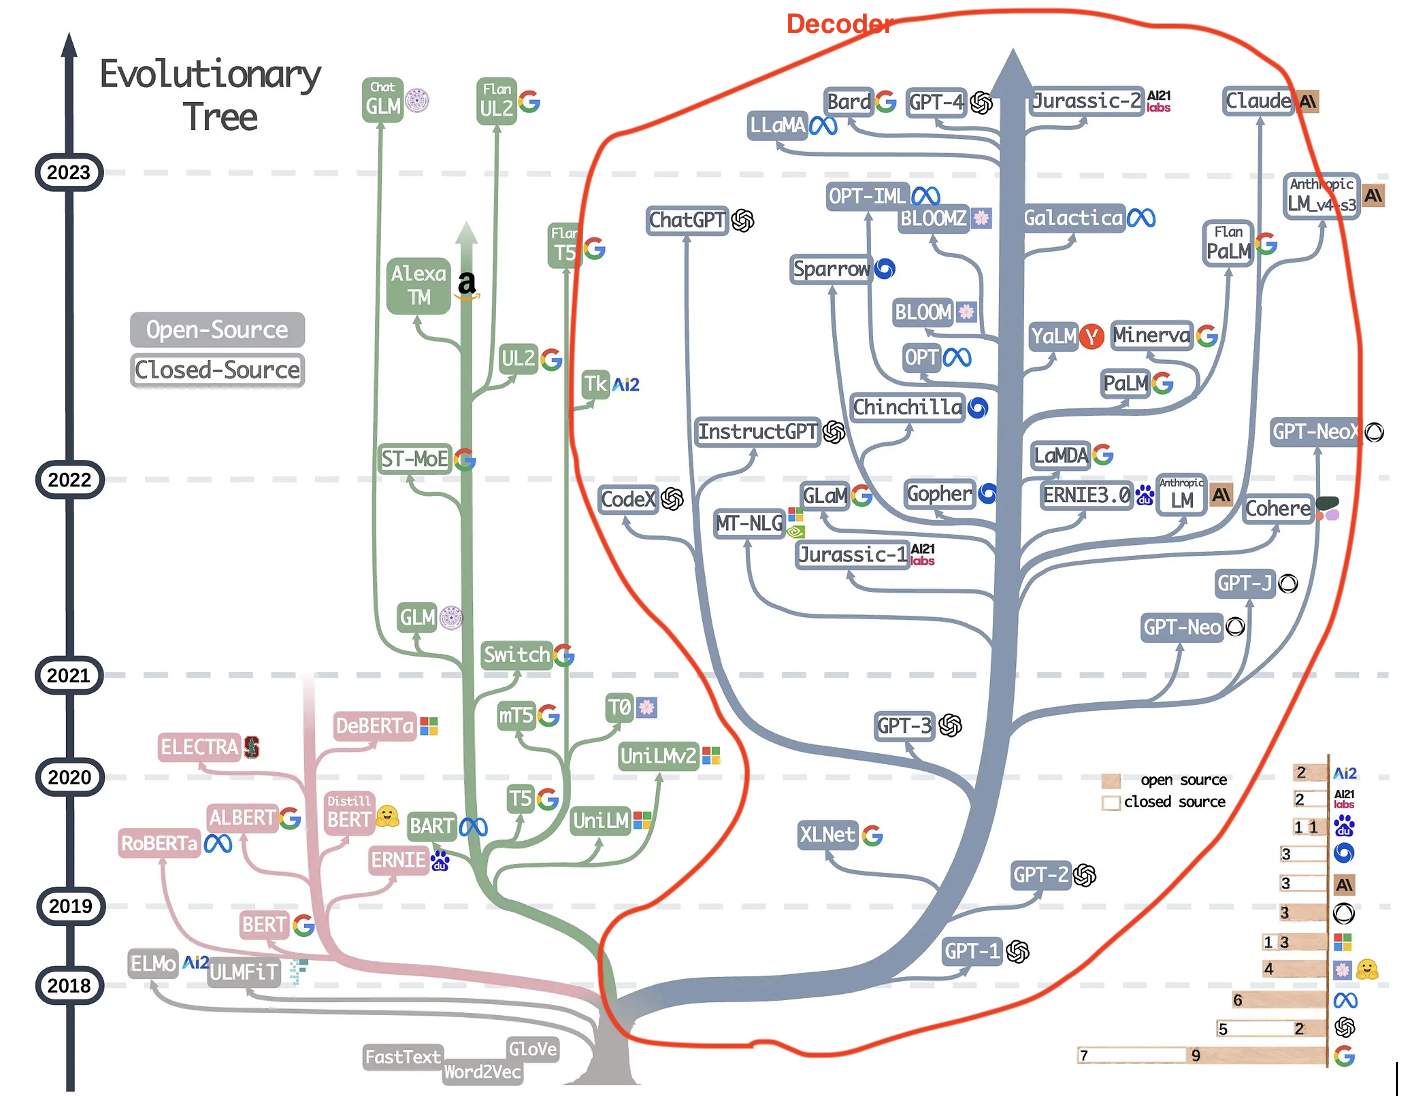 Decoder
Evolutionary
Tree
2023
2022
2021
2020
2019
2018
Open-Source
Closed-Source
Chat
GLM
Flan
UL2
Alexa
TM
a
UL2
Flan
T5
Tk
Ai2
ST-MoE
GLM
Switch
mT5
T0
UniLMv2
T5
UniLM
BART
DeBERTa
ELECTRA
ALBERT
Distill
BERT
RoBERTa
ERNIE
du
BERT
ELMo
Ai2
ULMFiT
FastText
GloVe
Word2Vec
LLaMA
Bard
GPT-4
Jurassic-2
AI21
labs
Claude
A\
Anthropic
LM_v4-s3
A\
ChatGPT
OPT-IML
BLOOMZ
Galactica
Flan
PaLM
Sparrow
BLOOM
YaLM
Minerva
OPT
PaLM
Chinchilla
InstructGPT
GPT-NeoX
LaMDA
CodeX
GLaM
Gopher
ERNIE3.0
du
Anthropic
LM
A\
Cohere
MT-NLG
Jurassic-1
AI21
labs
GPT-J
GPT-Neo
GPT-3
XLNet
GPT-2
GPT-1
open source
closed source
2 Ai2
2 AI21
labs
1 1 du
3
3 A\
3
1 3
4
6
5 2
7 9